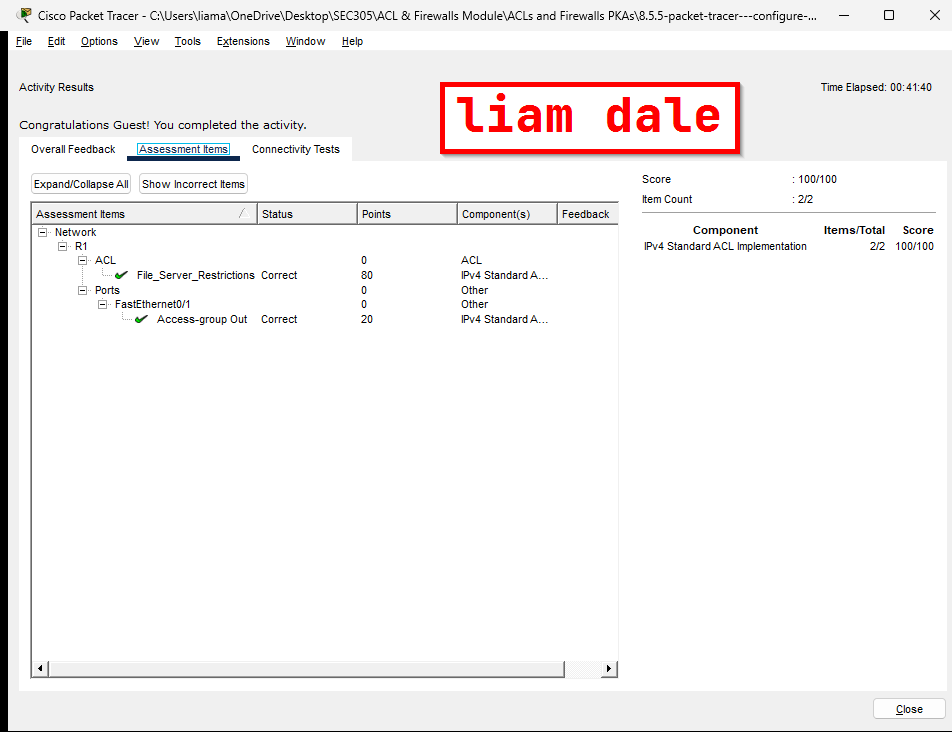 Cisco Packet Tracer - C:\Users\liama\OneDrive\Desktop\SEC305\ACL & Firewalls Module\ACLs and Firewalls PKAs\8.5.5-packet-tracer---configure-...
File Edit Options View Tools Extensions Window Help
Activity Results
liam dale
Time Elapsed: 00:41:40
Congratulations Guest! You completed the activity.
Overall Feedback Assessment Items Connectivity Tests
Expand/Collapse All Show Incorrect Items
Assessment Items Status Points Component(s) Feedback
Network
R1
ACL 0 ACL
File_Server_Restrictions Correct 80 IPv4 Standard A...
Ports 0 Other
FastEthernet0/1 0 Other
Access-group Out Correct 20 IPv4 Standard A...
Score : 100/100
Item Count : 2/2
Component Items/Total Score
IPv4 Standard ACL Implementation 2/2 100/100
Close